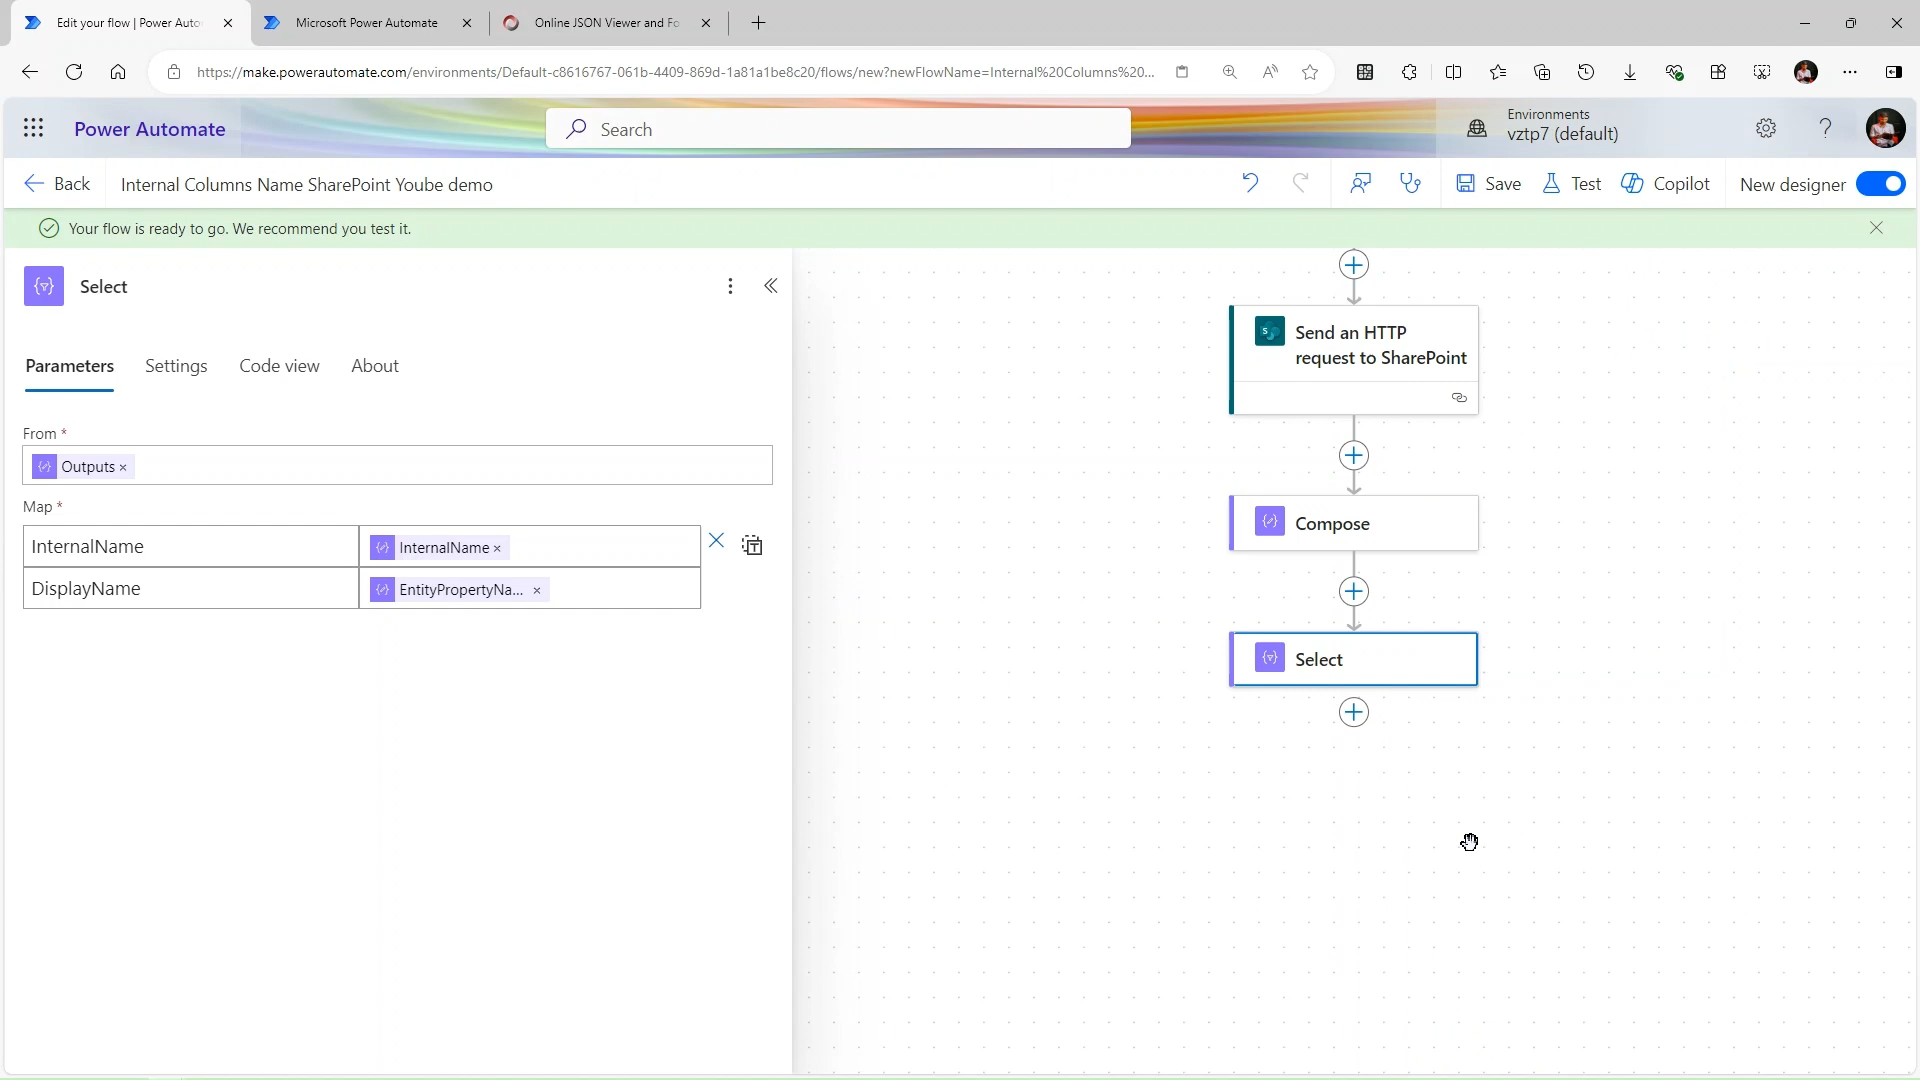 Edit your flow | Power Auto
Microsoft Power Automate
Online JSON Viewer and Fo
https://make.powerautomate.com/environments/Default-c8616767-061b-4409-869d-1a81a1be8c20/flows/new?newFlowName=Internal%20Columns%20...
Power Automate
Search
Environments
vztp7 (default)
Back
Internal Columns Name SharePoint Yoube demo
Save
Test
Copilot
New designer
Your flow is ready to go. We recommend you test it.
Select
Parameters
Settings
Code view
About
From *
Outputs
Map *
InternalName
InternalName
DisplayName
EntityPropertyNa...
Send an HTTP
request to SharePoint
Compose
Select